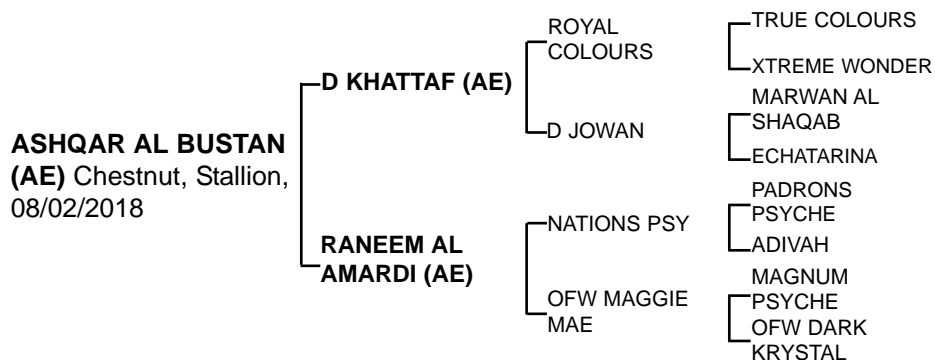 ASHQAR AL BUSTAN
(AE) Chestnut, Stallion,
08/02/2018
D KHATTAF (AE)
RANEEM AL
AMARDI (AE)
ROYAL
COLOURS
D JOWAN
NATIONS PSY
OFW MAGGIE
MAE
TRUE COLOURS
XTREME WONDER
MARWAN AL
SHAQAB
ECHATARINA
PADRONS
PSYCHE
ADIVAH
MAGNUM
PSYCHE
OFW DARK
KRYSTAL